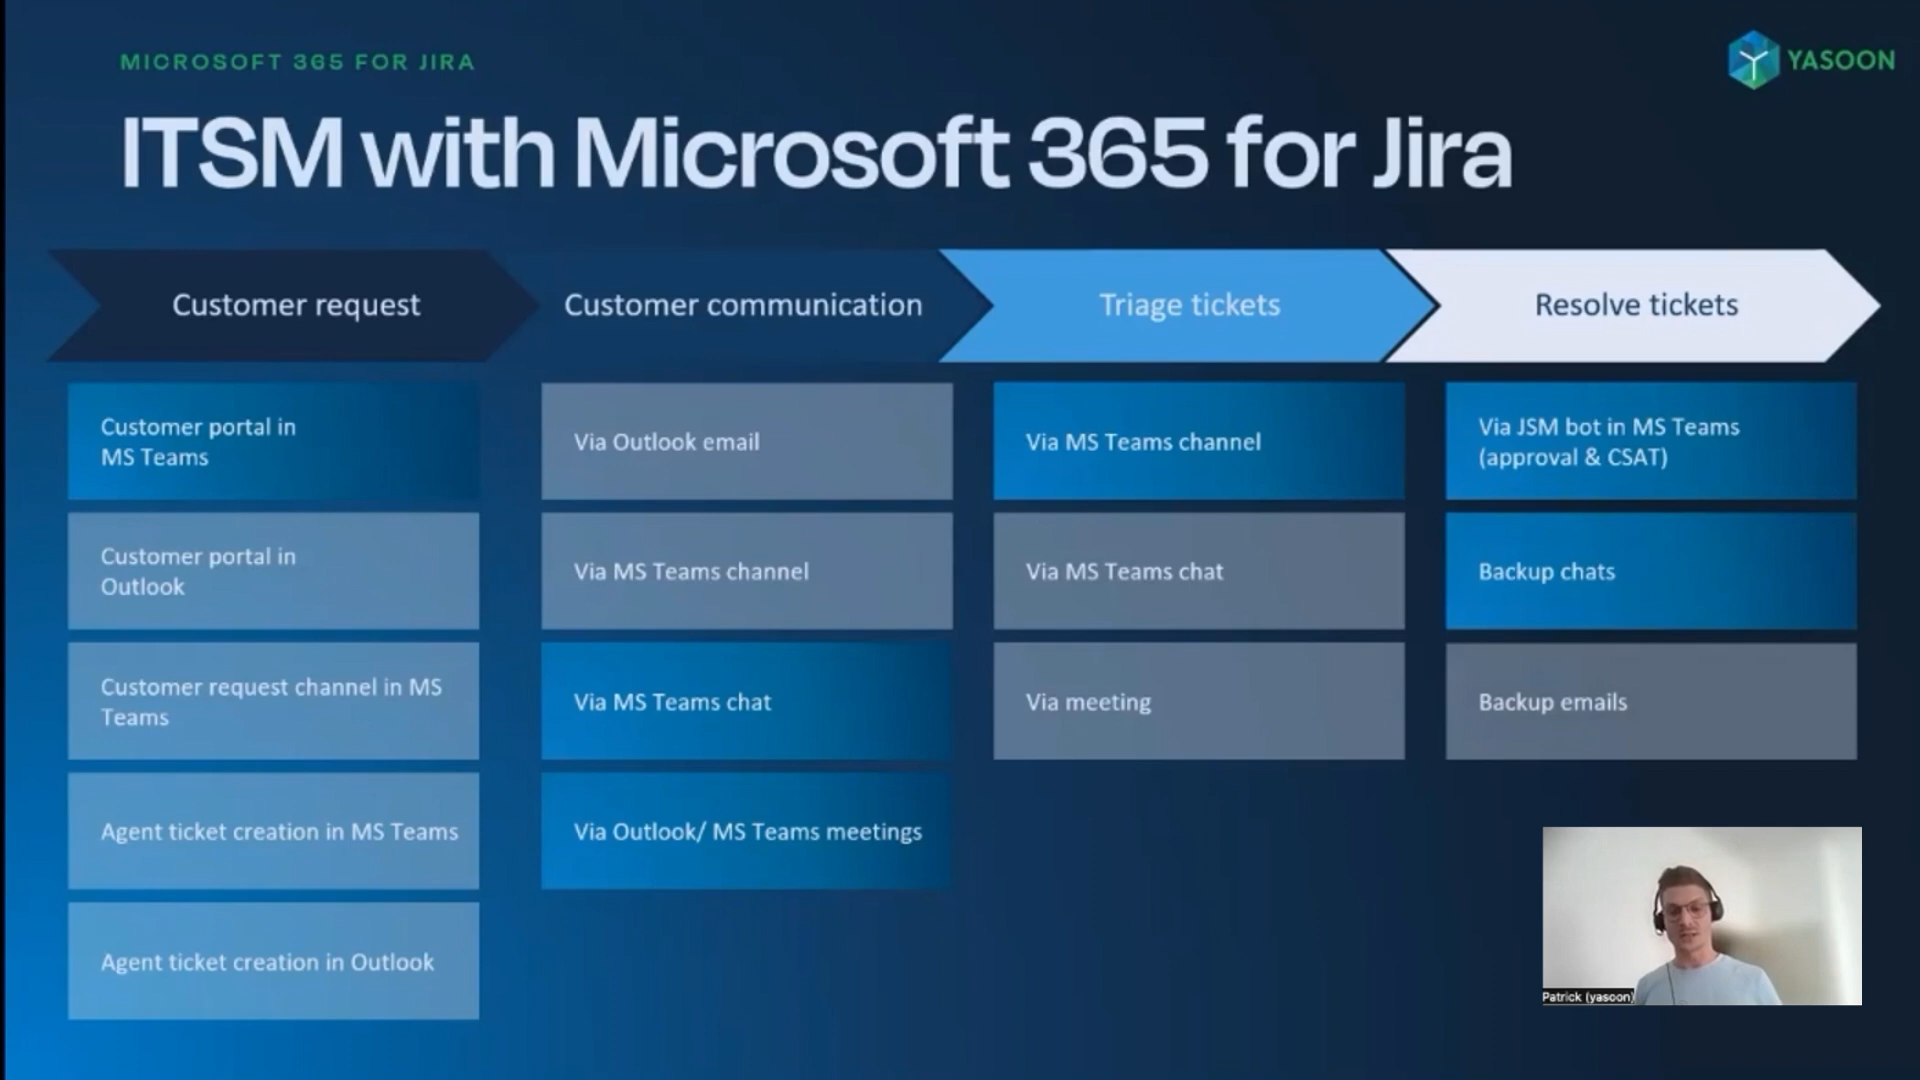 MICROSOFT 365 FOR JIRA
YASOON
ITSM with Microsoft 365 for Jira
Customer request
Customer communication
Triage tickets
Resolve tickets
Customer portal in
MS Teams
Customer portal in
Outlook
Customer request channel in MS
Teams
Agent ticket creation in MS Teams
Agent ticket creation in Outlook
Via Outlook email
Via MS Teams channel
Via MS Teams chat
Via Outlook/ MS Teams meetings
Via MS Teams channel
Via MS Teams chat
Via meeting
Via JSM bot in MS Teams
(approval & CSAT)
Backup chats
Backup emails
Patrick (yasoon)